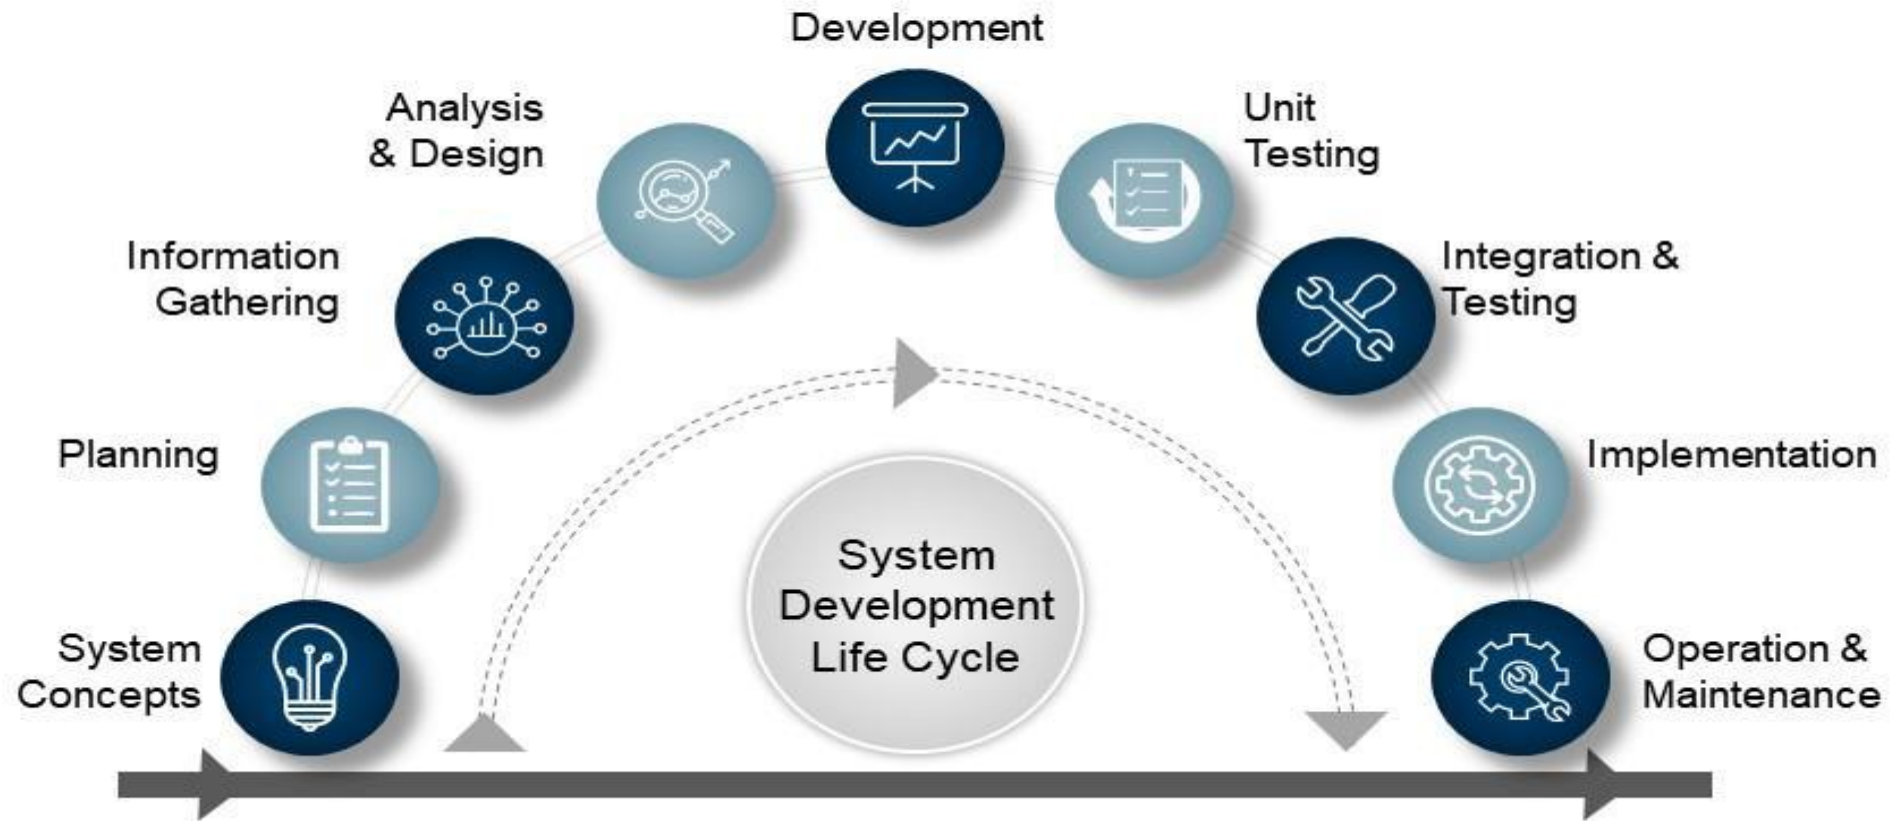 System
Concepts
Planning
Information
Gathering
Analysis
& Design
Development
Unit
Testing
Integration &
Testing
Implementation
Operation &
Maintenance
System
Development
Life Cycle